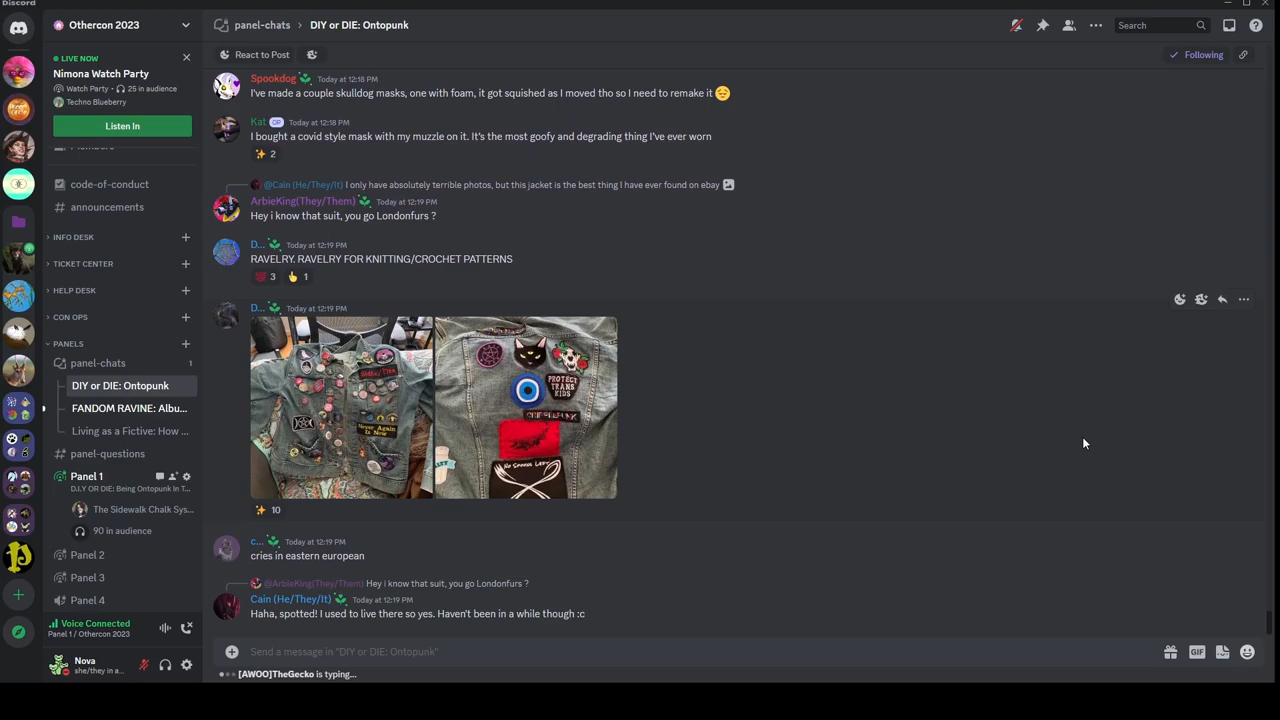 Discord
Othercon 2023
LIVE NOW
Nimona Watch Party
Watch Party • 25 in audience
Techno Blueberry
Listen In
code-of-conduct
announcements
INFO DESK
TICKET CENTER
HELP DESK
CON OPS
PANELS
panel-chats 1
DIY or DIE: Ontopunk
FANDOM RAVINE: Albu...
Living as a Fictive: How ...
panel-questions
Panel 1
D.I.Y OR DIE: Being Ontopunk In T...
The Sidewalk Chalk Sys...
90 in audience
Panel 2
Panel 3
Panel 4
Voice Connected
Panel 1 / Othercon 2023
Nova
she/they in a...
panel-chats › DIY or DIE: Ontopunk
Search
React to Post
Following
Spookdog Today at 12:18 PM
I've made a couple skulldog masks, one with foam, it got squished as I moved tho so I need to remake it
Kat OP Today at 12:18 PM
I bought a covid style mask with my muzzle on it. It's the most goofy and degrading thing I've ever worn
2
@Cain (He/They/It) I only have absolutely terrible photos, but this jacket is the best thing I have ever found on ebay
ArbieKing(They/Them) Today at 12:19 PM
Hey i know that suit, you go Londonfurs ?
D... Today at 12:19 PM
RAVELRY. RAVELRY FOR KNITTING/CROCHET PATTERNS
3 1
D... Today at 12:19 PM
Never Again
Is Now
PROTECT
TRANS
KIDS
CRIPPLEPUNK
NO SPOONS LEFT
10
c... Today at 12:19 PM
cries in eastern european
@ArbieKing(They/Them) Hey i know that suit, you go Londonfurs ?
Cain (He/They/It) Today at 12:19 PM
Haha, spotted! I used to live there so yes. Haven't been in a while though :c
Send a message in "DIY or DIE: Ontopunk"
GIF
[AWOO]TheGecko is typing...